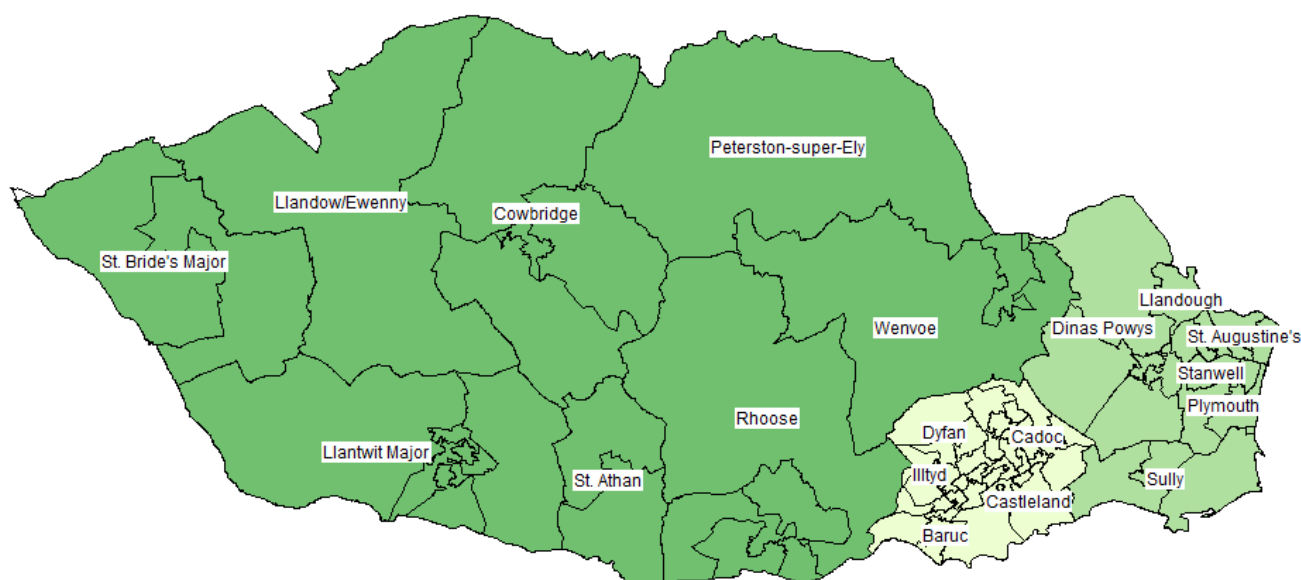 Peterston-super-Ely
Llandow/Ewenny
Cowbridge
St. Bride's Major
Llandough
Wenvoe
Dinas Powys
St. Augustine's
Stanwell
Plymouth
Rhoose
Dyfan
Cadoc
Llantwit Major
St. Athan
Illtyd
Sully
Castleland
Baruc